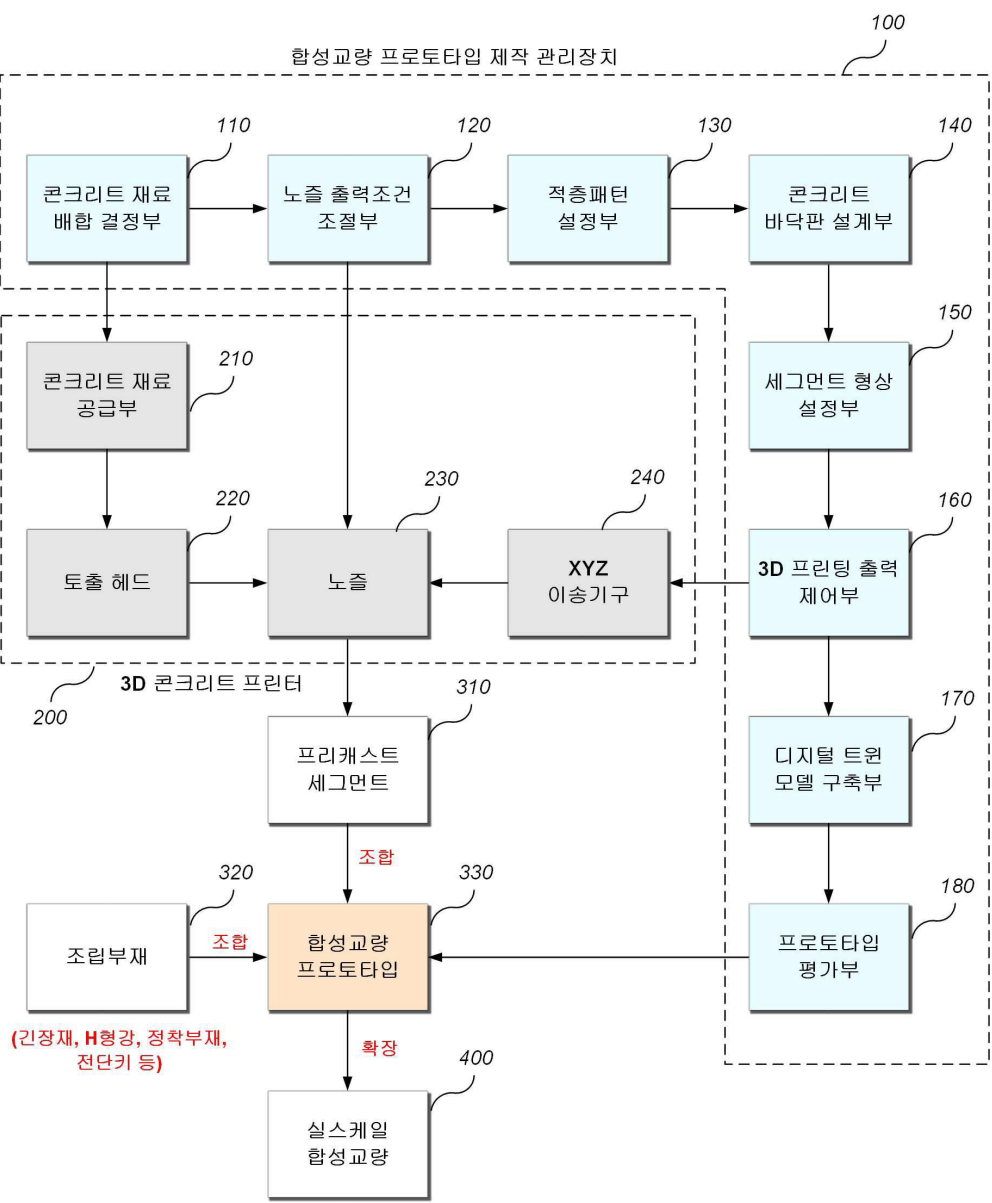 100
합성교량 프로토타입 제작 관리장치
110
120
130
140
콘크리트 재료
배합 결정부
노즐 출력조건
조절부
적층패턴
설정부
콘크리트
바닥판 설계부
150
210
콘크리트 재료
공급부
세그먼트 형상
설정부
220
230
240
160
토출 헤드
노즐
XYZ
이송기구
3D 프린팅 출력
제어부
200
3D 콘크리트 프린터
310
170
프리캐스트
세그먼트
디지털 트윈
모델 구축부
조합
320
330
180
조립부재
조합
합성교량
프로토타입
프로토타입
평가부
(긴장재, H형강, 정착부재,
전단키 등)
확장
400
실스케일
합성교량